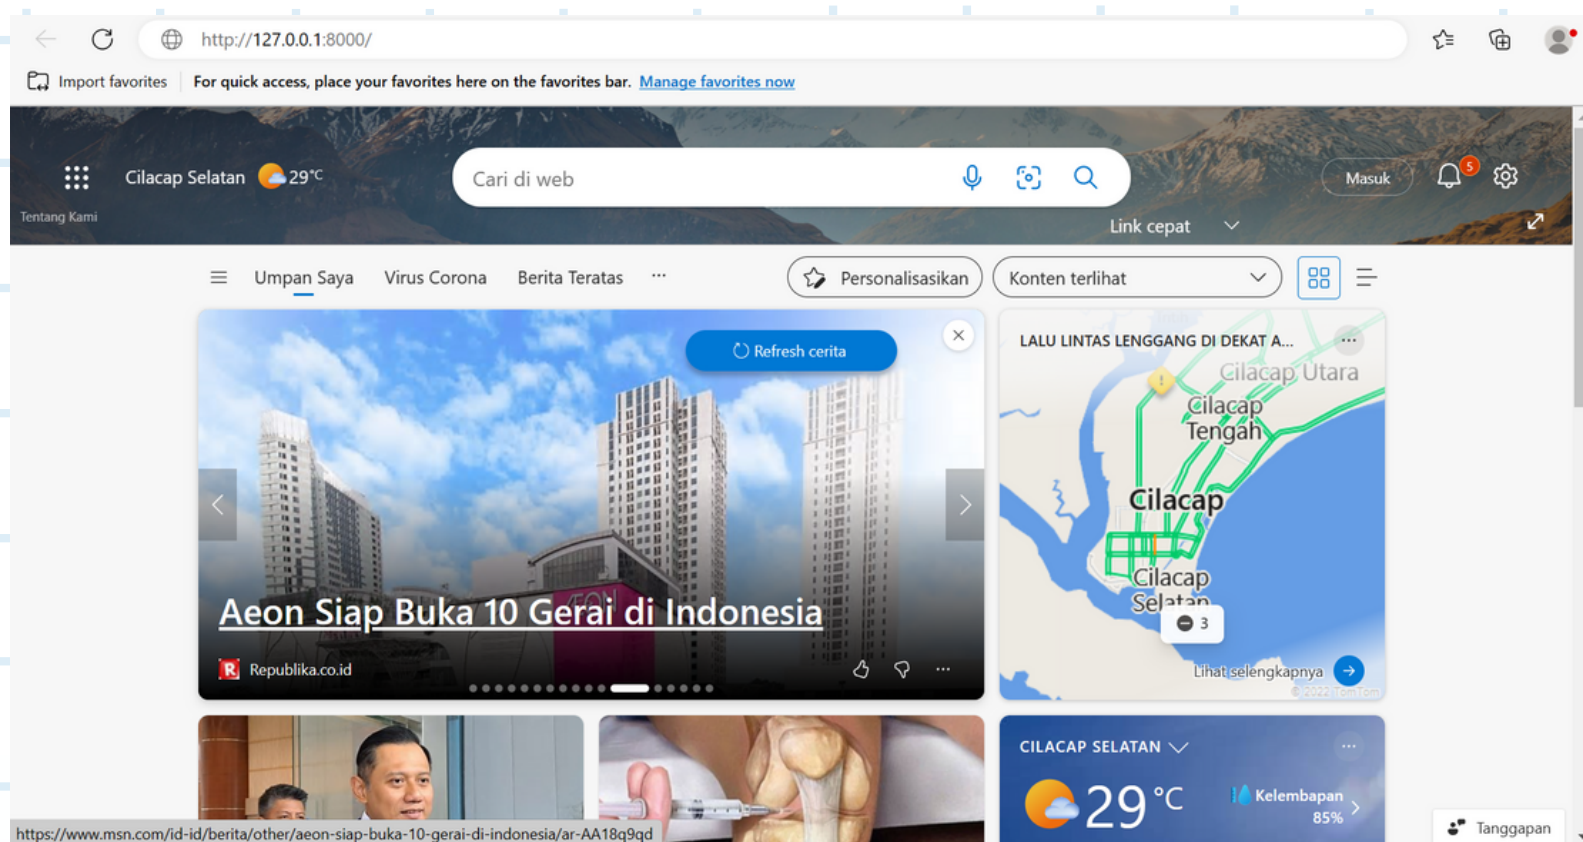 http://127.0.0.1:8000/
Import favorites
For quick access, place your favorites here on the favorites bar. Manage favorites now
Cilacap Selatan 29°C
Cari di web
Masuk
5
Tentang Kami
Link cepat
Umpan Saya
Virus Corona
Berita Teratas
Personalisasikan
Konten terlihat
Refresh cerita
AEON
Aeon Siap Buka 10 Gerai di Indonesia
R Republika.co.id
LALU LINTAS LENGGANG DI DEKAT A...
Cilacap Utara
Cilacap
Tengah
Cilacap
Cilacap
Selatan
3
Lihat selengkapnya
© 2022 TomTom
CILACAP SELATAN
29 °C
Kelembapan
85%
https://www.msn.com/id-id/berita/other/aeon-siap-buka-10-gerai-di-indonesia/ar-AA18q9qd
Tanggapan